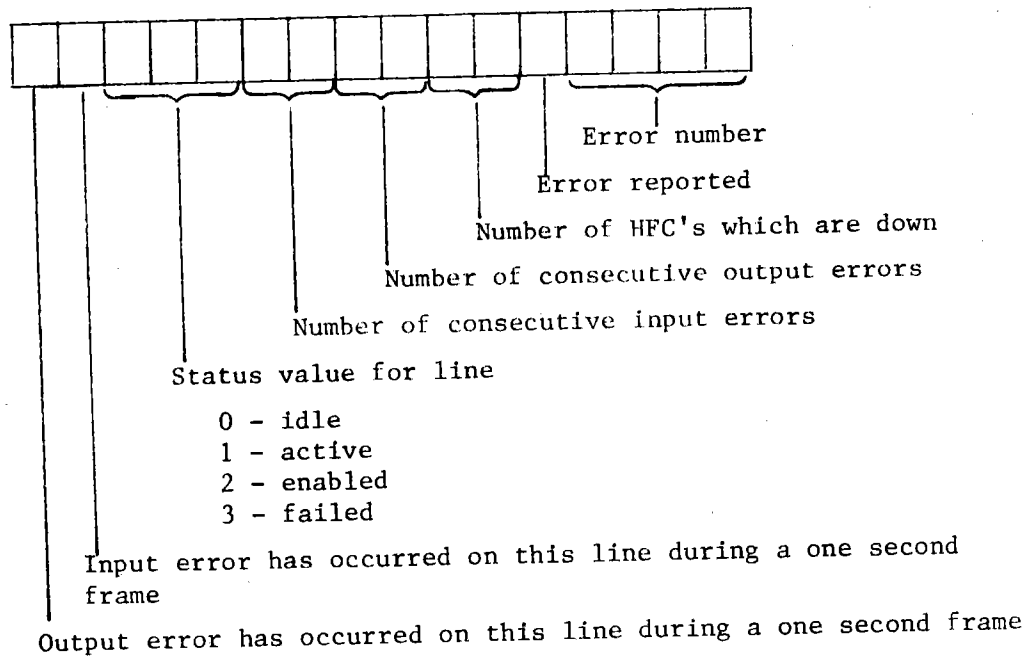 Error number
Error reported
Number of HFC's which are down
Number of consecutive output errors
Number of consecutive input errors
Status value for line
0 - idle
1 - active
2 - enabled
3 - failed
Input error has occurred on this line during a one second
frame
Output error has occurred on this line during a one second frame